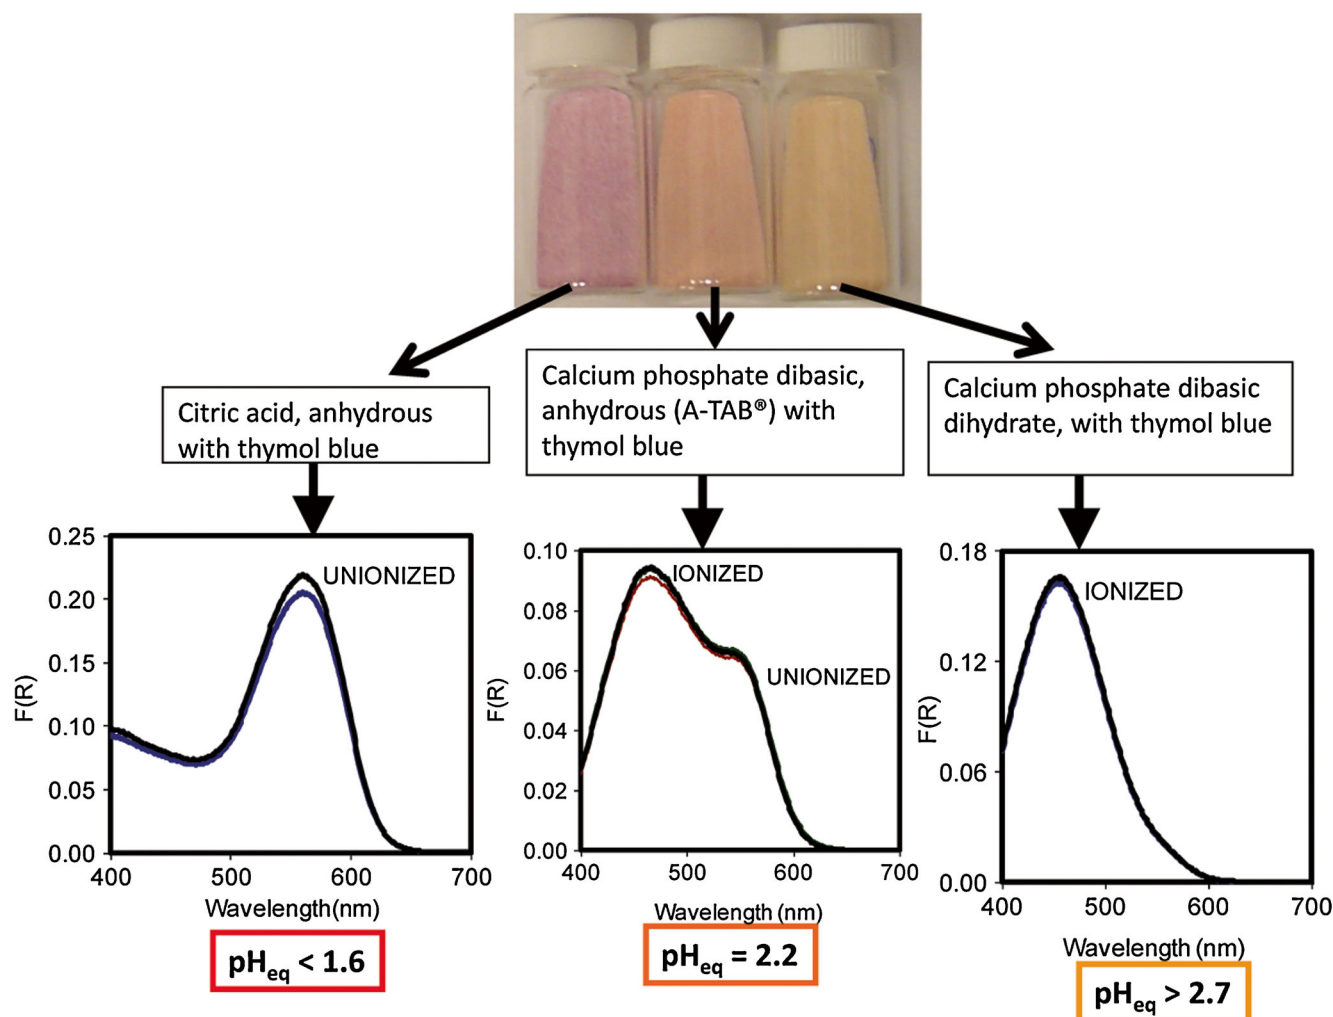 Citric acid, anhydrous
with thymol blue
Calcium phosphate dibasic,
anhydrous (A-TAB®) with
thymol blue
Calcium phosphate dibasic
dihydrate, with thymol blue
0.25
0.20
0.15
0.10
0.05
0.00
F(R)
UNIONIZED
400 500 600 700
Wavelength(nm)
pHeq < 1.6
0.10
0.08
0.06
0.04
0.02
0.00
F(R)
IONIZED
UNIONIZED
400 500 600 700
Wavelength (nm)
pHeq = 2.2
0.18
0.12
0.06
0.00
F(R)
IONIZED
400 500 600 700
Wavelength (nm)
pHeq > 2.7